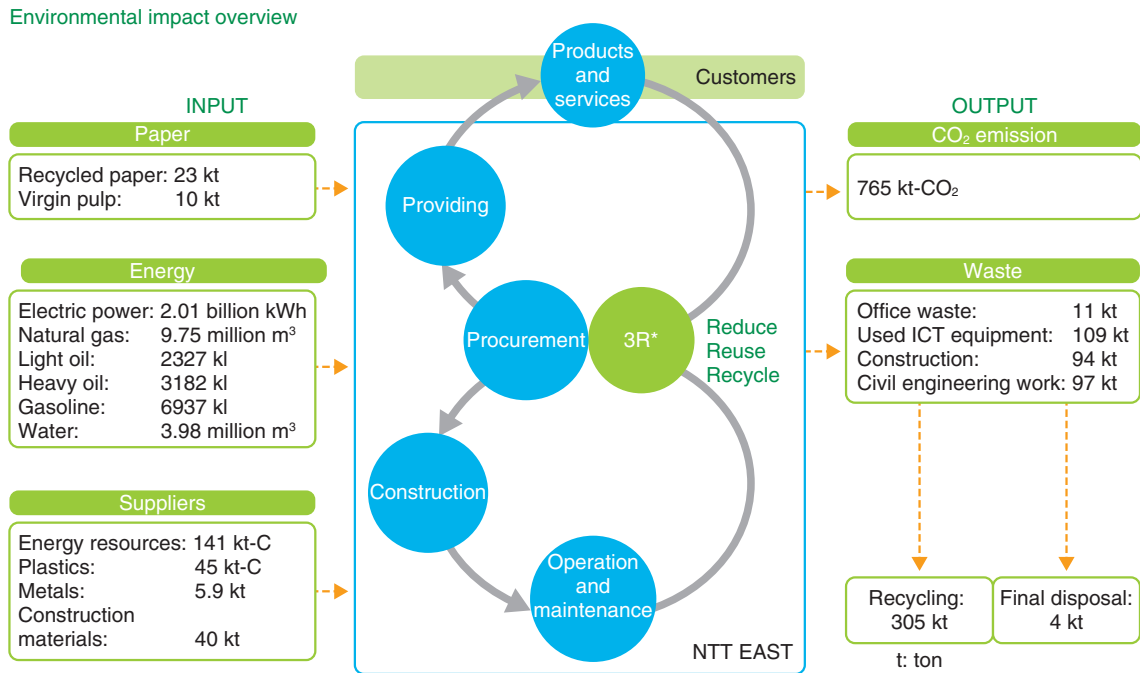 Environmental impact overview
INPUT
Paper
Recycled paper: 23 kt
Virgin pulp: 10 kt
Energy
Electric power: 2.01 billion kWh
Natural gas: 9.75 million m³
Light oil: 2327 kl
Heavy oil: 3182 kl
Gasoline: 6937 kl
Water: 3.98 million m³
Suppliers
Energy resources: 141 kt-C
Plastics: 45 kt-C
Metals: 5.9 kt
Construction
materials: 40 kt
Customers
Products
and
services
Providing
Procurement
3R*
Reduce
Reuse
Recycle
Construction
Operation
and
maintenance
NTT EAST
OUTPUT
CO₂ emission
765 kt-CO₂
Waste
Office waste: 11 kt
Used ICT equipment: 109 kt
Construction: 94 kt
Civil engineering work: 97 kt
Recycling:
305 kt
Final disposal:
4 kt
t: ton